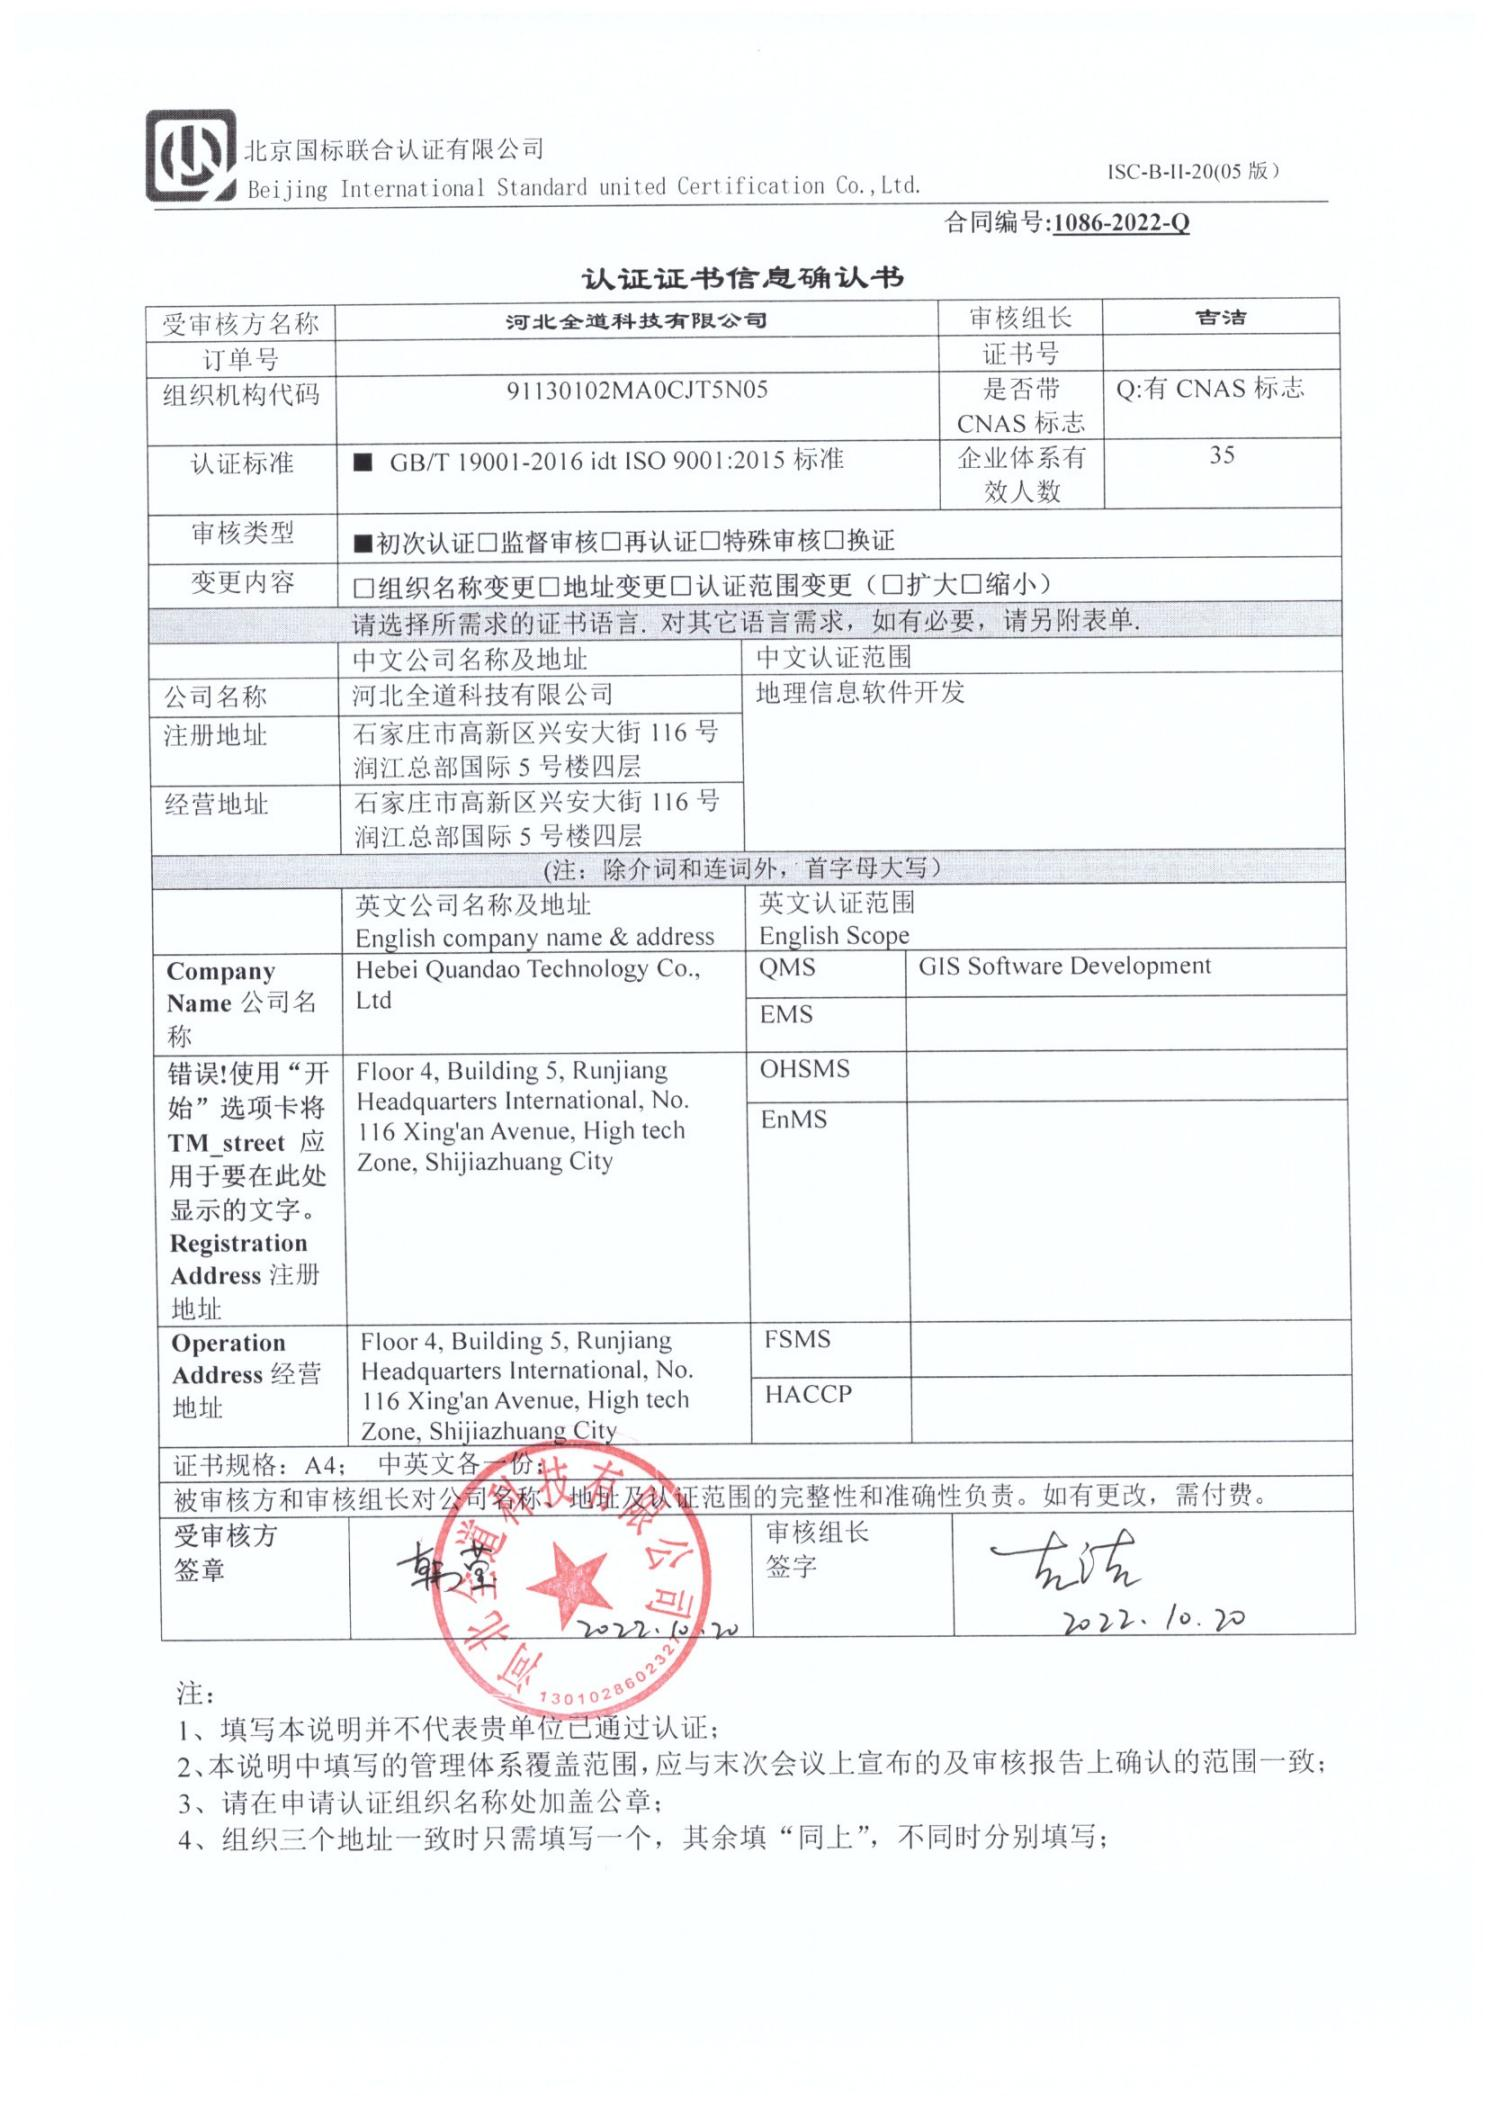 北京国标联合认证有限公司
Beijing International Standard united Certification Co.,Ltd.
ISC-B-II-20(05 版)
合同编号:1086-2022-Q
认证证书信息确认书
受审核方名称 河北全道科技有限公司 审核组长 吉洁
订单号 证书号
组织机构代码 91130102MA0CJT5N05 是否带 Q:有 CNAS 标志
CNAS 标志
认证标准 ■ GB/T 19001-2016 idt ISO 9001:2015 标准 企业体系有 35
效人数
审核类型 ■初次认证□监督审核□再认证□特殊审核□换证
变更内容 □组织名称变更□地址变更□认证范围变更（□扩大□缩小）
请选择所需求的证书语言. 对其它语言需求，如有必要，请另附表单.
中文公司名称及地址 中文认证范围
公司名称 河北全道科技有限公司 地理信息软件开发
注册地址 石家庄市高新区兴安大街 116 号
润江总部国际 5 号楼四层
经营地址 石家庄市高新区兴安大街 116 号
润江总部国际 5 号楼四层
(注：除介词和连词外，首字母大写）
英文公司名称及地址 英文认证范围
English company name & address English Scope
Company Hebei Quandao Technology Co., QMS GIS Software Development
Name 公司名 Ltd EMS
称
错误!使用“开 Floor 4, Building 5, Runjiang OHSMS
始”选项卡将 Headquarters International, No.
TM_street 应 116 Xing'an Avenue, High tech EnMS
用于要在此处 Zone, Shijiazhuang City
显示的文字。
Registration
Address 注册
地址
Operation Floor 4, Building 5, Runjiang FSMS
Address 经营 Headquarters International, No.
地址 116 Xing'an Avenue, High tech HACCP
Zone, Shijiazhuang City
证书规格：A4； 中英文各一份；
被审核方和审核组长对公司名称、地址及认证范围的完整性和准确性负责。如有更改，需付费。
受审核方 审核组长
签章 签字
吉洁
2022.10.20 2022.10.20
河北全道科技有限公司
1301028602327
注：
1、填写本说明并不代表贵单位已通过认证；
2、本说明中填写的管理体系覆盖范围，应与末次会议上宣布的及审核报告上确认的范围一致；
3、请在申请认证组织名称处加盖公章；
4、组织三个地址一致时只需填写一个，其余填“同上”，不同时分别填写；